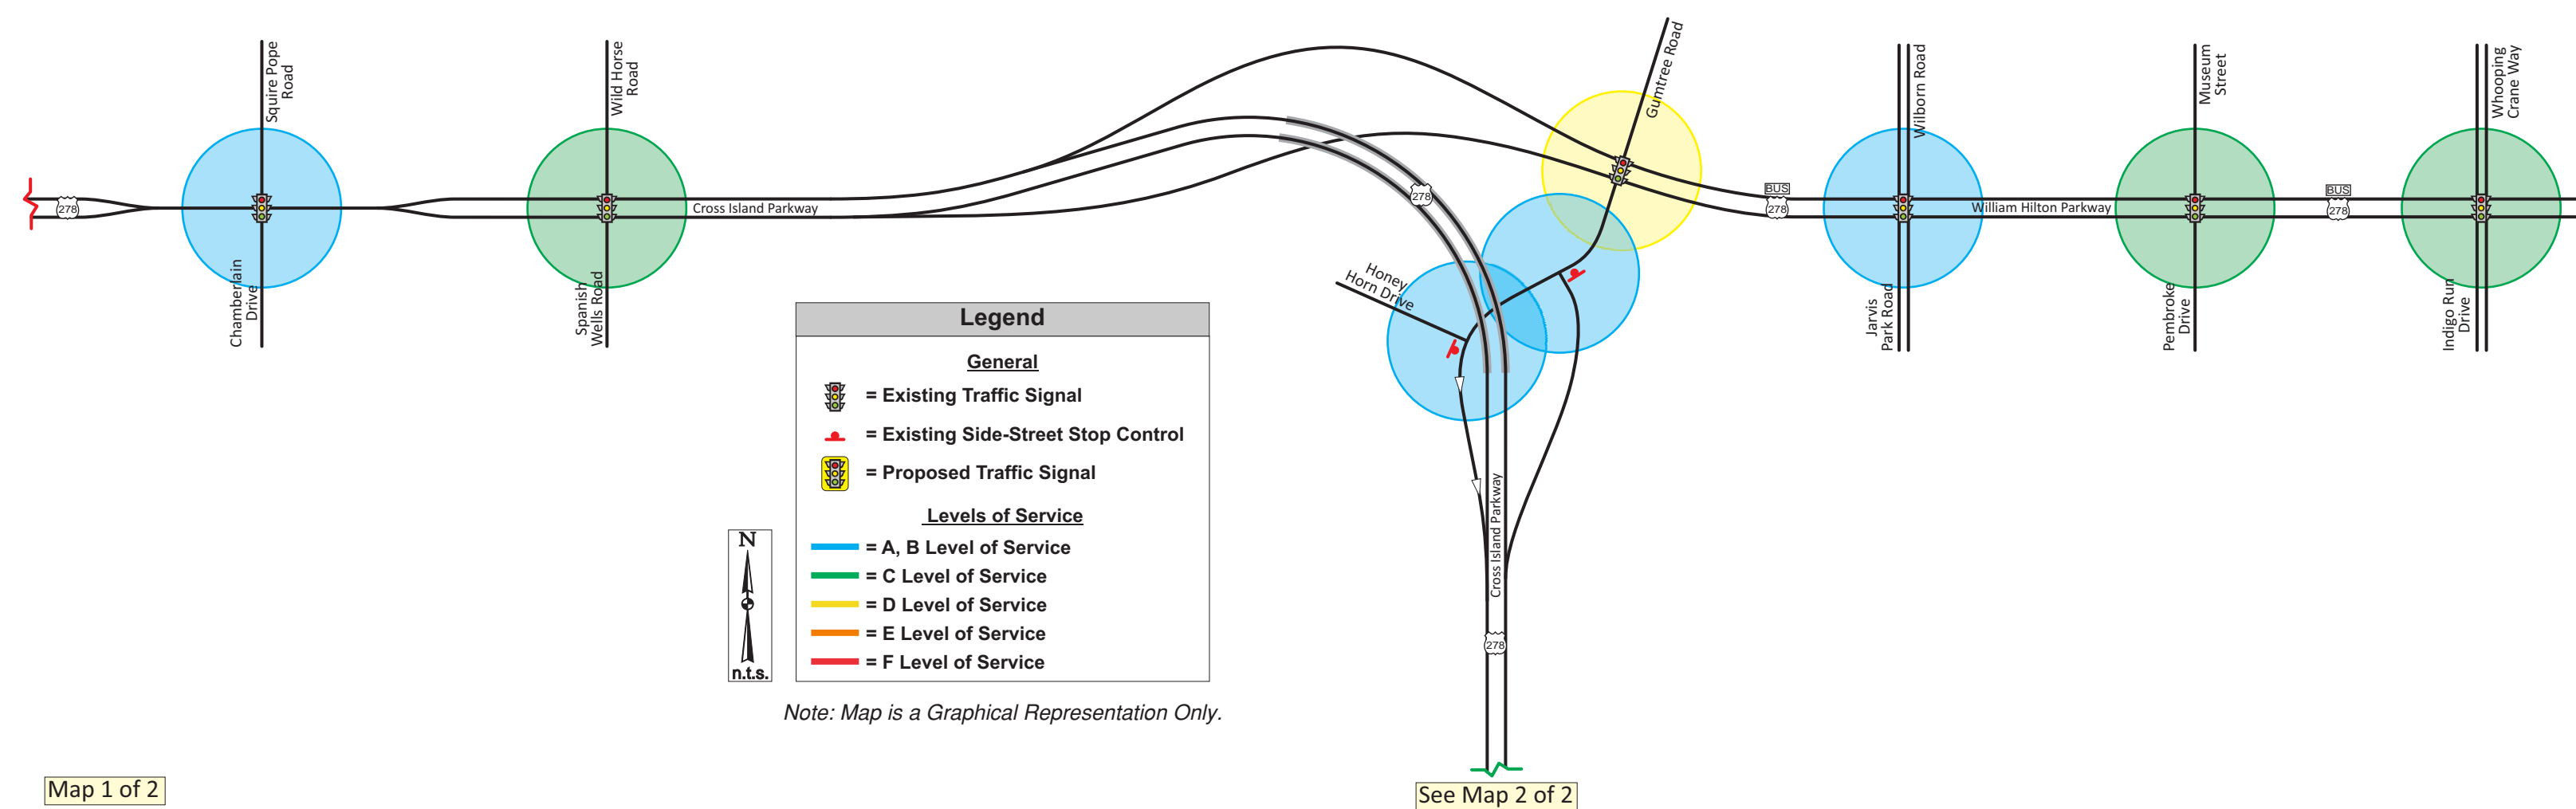 Squire Pope
Road
Wild Horse
Road
Gumtree Road
Wilborn Road
Museum
Street
Whooping
Crane Way
278
Cross Island Parkway
278
BUS
278
William Hilton Parkway
BUS
278
Chamberlain
Drive
Spanish
Wells Road
Honey
Horn Drive
Jarvis
Park Road
Pembroke
Drive
Indigo Run
Drive
Legend
General
= Existing Traffic Signal
= Existing Side-Street Stop Control
= Proposed Traffic Signal
Levels of Service
= A, B Level of Service
= C Level of Service
= D Level of Service
= E Level of Service
= F Level of Service
N
n.t.s.
Cross Island Parkway
278
Note: Map is a Graphical Representation Only.
Map 1 of 2
See Map 2 of 2